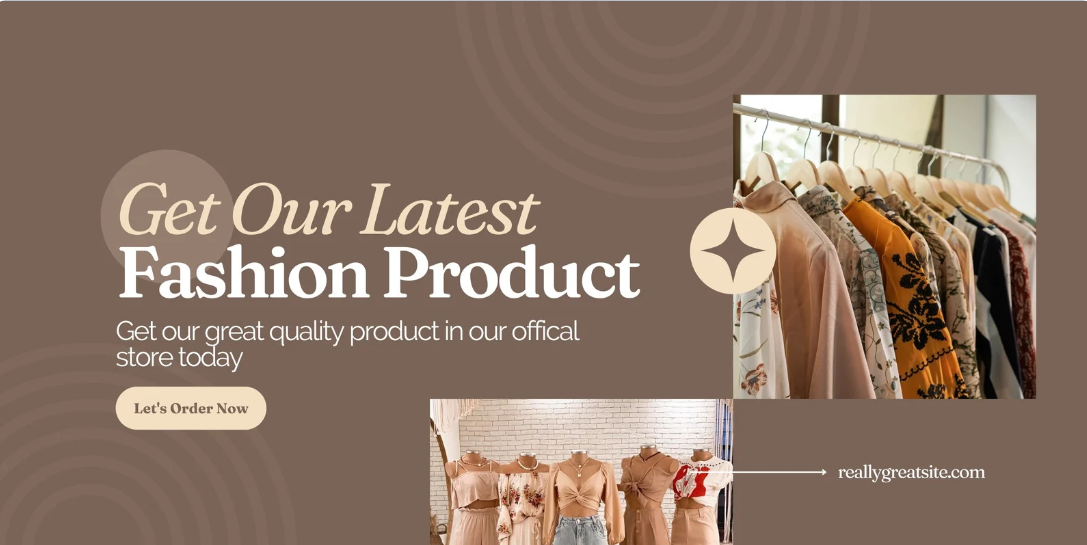 Get Our Latest
Fashion Product
Get our great quality product in our offical
store today
Let's Order Now
reallygreatsite.com